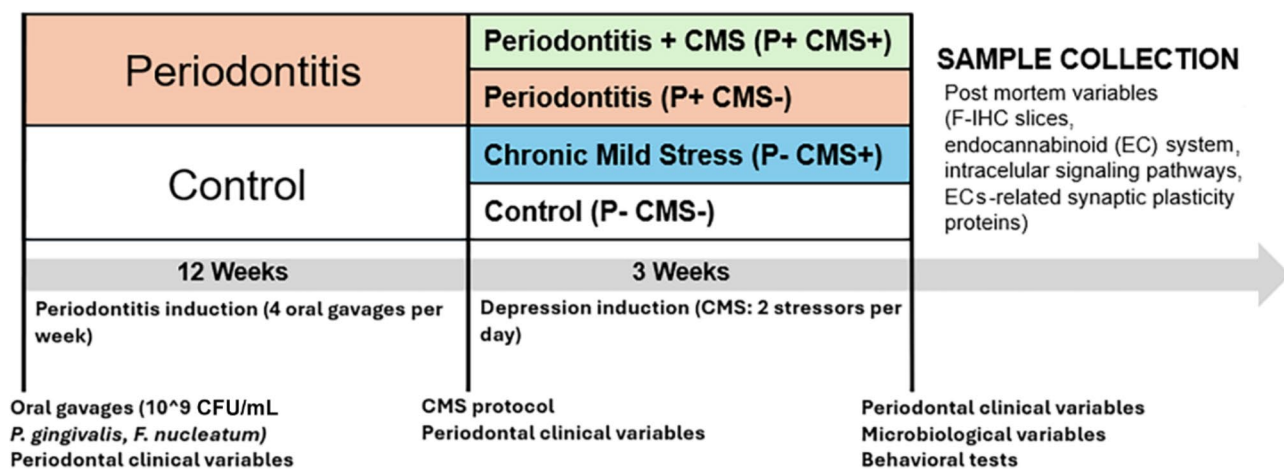 Periodontitis
Control
Periodontitis + CMS (P+ CMS+)
Periodontitis (P+ CMS-)
Chronic Mild Stress (P- CMS+)
Control (P- CMS-)
SAMPLE COLLECTION
Post mortem variables
(F-IHC slices,
endocannabinoid (EC) system,
intracelular signaling pathways,
ECs-related synaptic plasticity
proteins)
12 Weeks
3 Weeks
Periodontitis induction (4 oral gavages per
week)
Depression induction (CMS: 2 stressors per
day)
Oral gavages (10^9 CFU/mL
P. gingivalis, F. nucleatum)
Periodontal clinical variables
CMS protocol
Periodontal clinical variables
Periodontal clinical variables
Microbiological variables
Behavioral tests